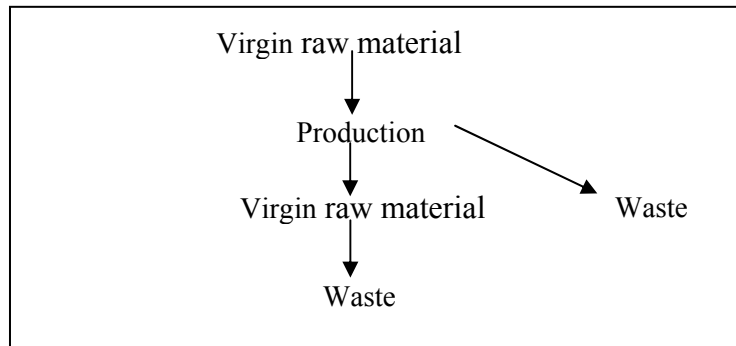 Virgin raw material
Production
Virgin raw material Waste
Waste